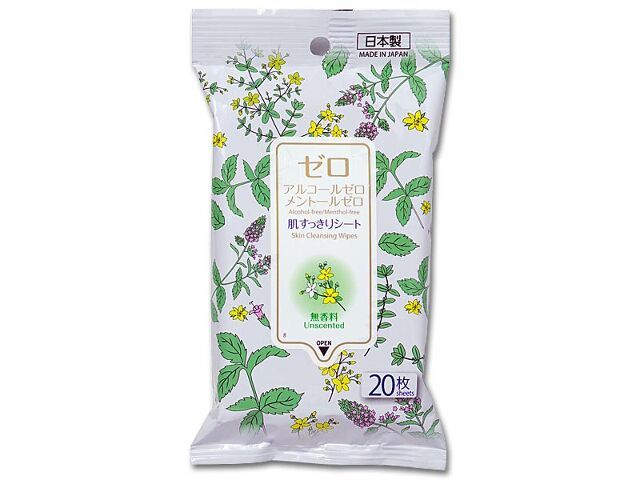 日本製
MADE IN JAPAN
ゼロ
アルコールゼロ
メントールゼロ
Alcohol-free/Menthol-free
肌すっきりシート
Skin Cleansing Wipes
無香料
Unscented
8
OPEN
20枚
sheets